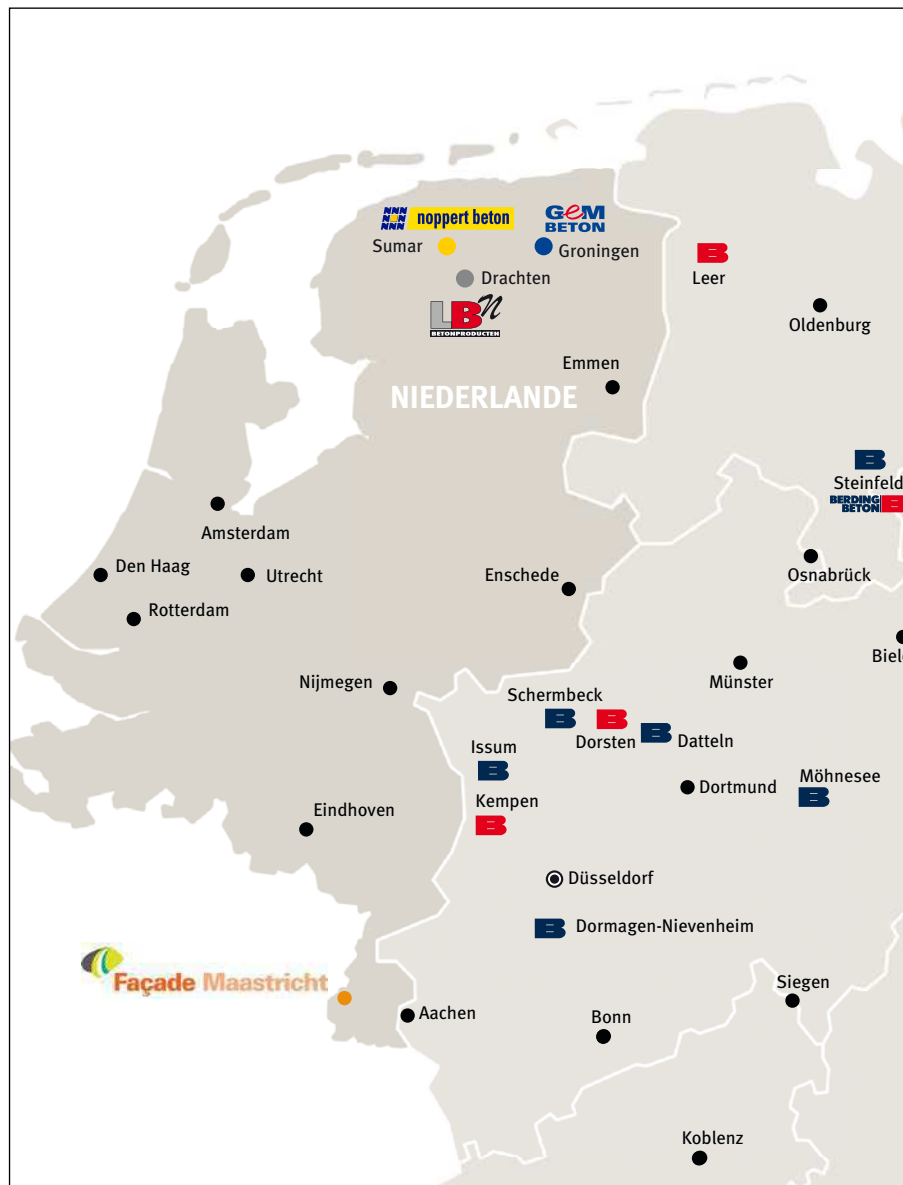 noppert beton
GeM
BETON
Sumar
Groningen
Leer
Drachten
LBN
BETONPRODUCTEN
Oldenburg
Emmen
NIEDERLANDE
Steinfeld
BERDING
BETON B
Amsterdam
Den Haag
Utrecht
Enschede
Osnabrück
Rotterdam
Biele
Nijmegen
Münster
Schermbeck
Dorsten
Datteln
Issum
Möhnesee
Dortmund
Kempen
Eindhoven
Düsseldorf
Dormagen-Nievenheim
Façade Maastricht
Siegen
Aachen
Bonn
Koblenz